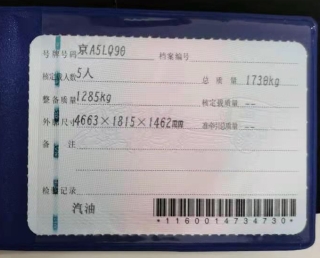 号牌号码 京A5LQ90 档案编号
核定载人数 5人 总质量 1730kg
整备质量 1285kg 核定载质量 --
外廓尺寸 4663×1815×1462mm 准牵引总质量 --
备注
检验记录
汽油
*1160014734730*